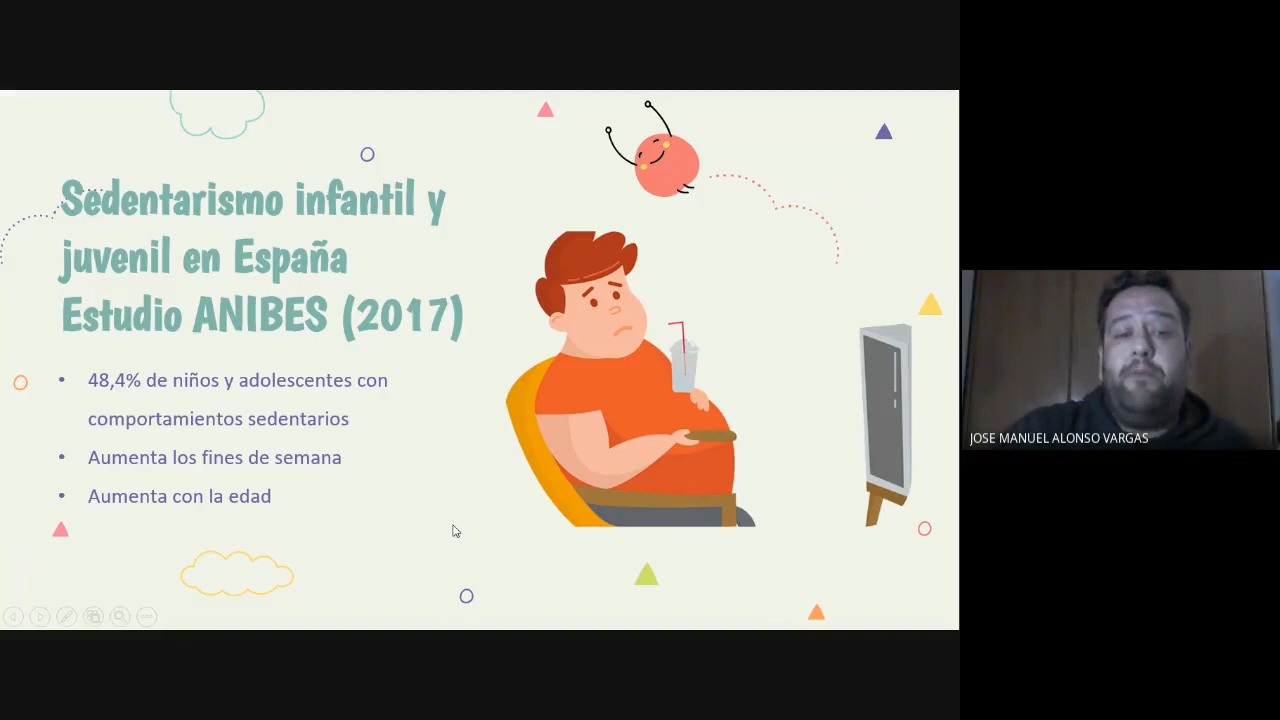 Sedentarismo infantil y
juvenil en España
Estudio ANIBES (2017)
• 48,4% de niños y adolescentes con
comportamientos sedentarios
• Aumenta los fines de semana
• Aumenta con la edad
JOSE MANUEL ALONSO VARGAS